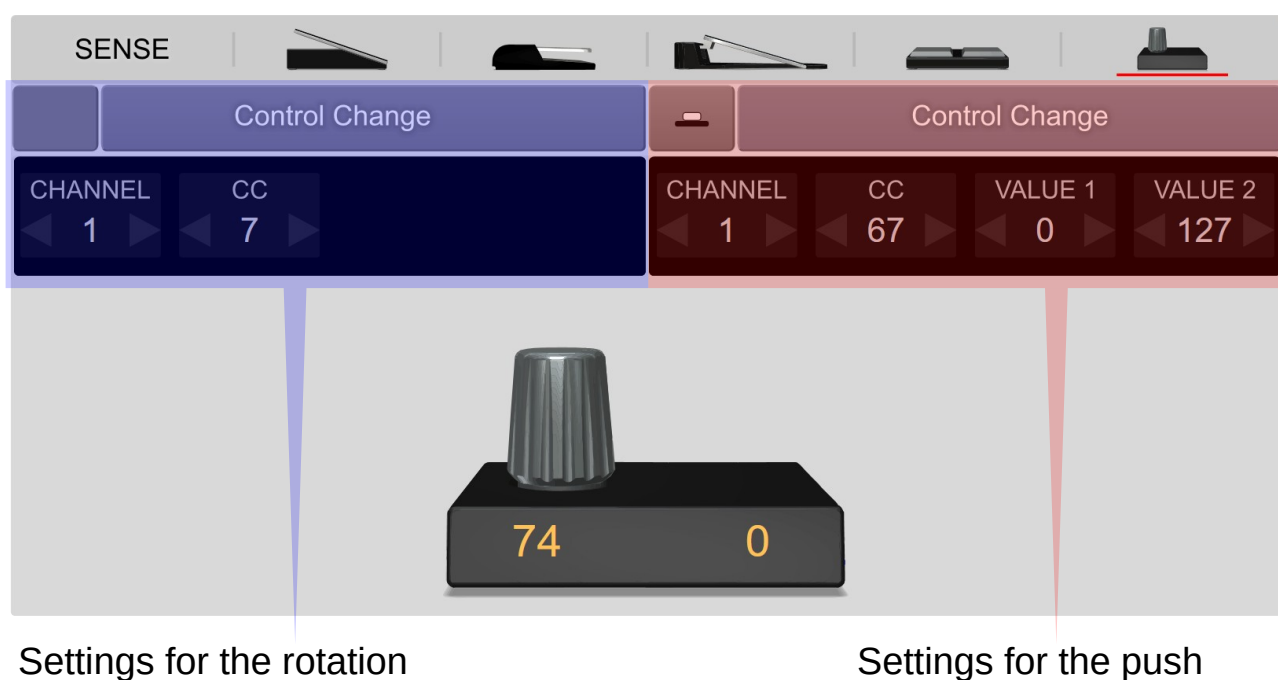 SENSE
Control Change
Control Change
CHANNEL CC
1 7
CHANNEL CC VALUE 1 VALUE 2
1 67 0 127
74 0
Settings for the rotation
Settings for the push